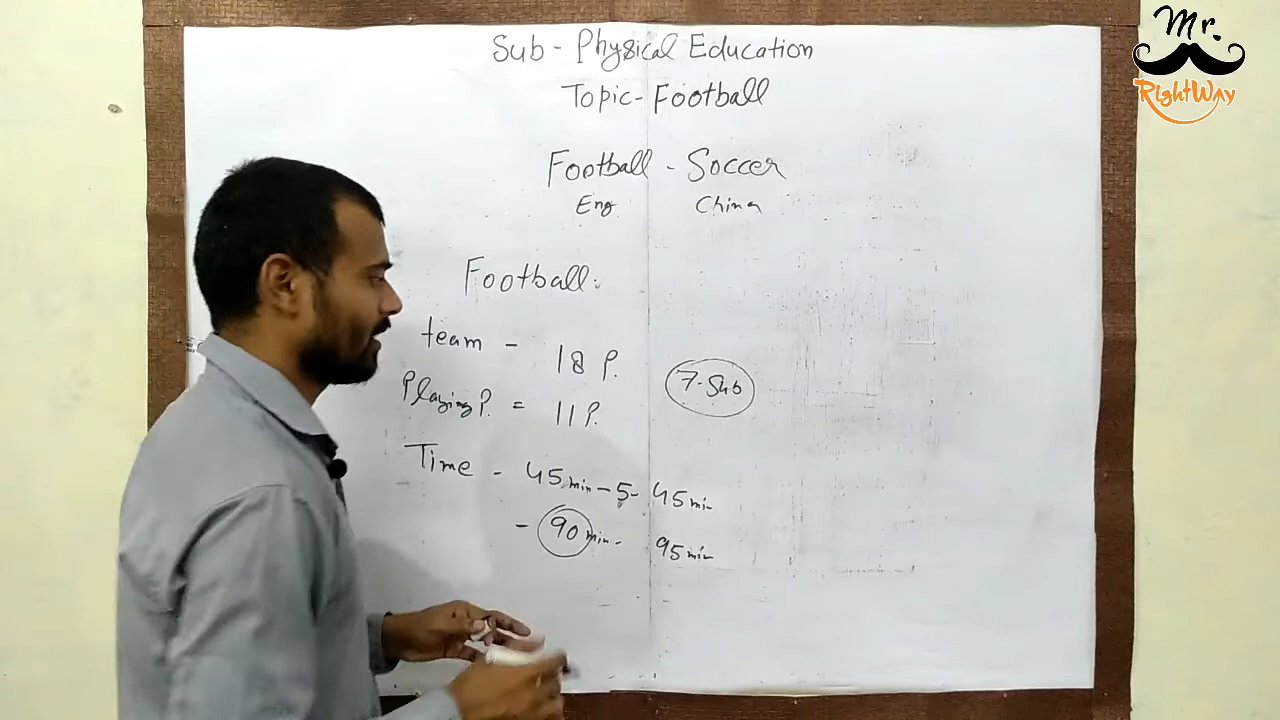 Mr.
RightWay
Sub - Physical Education
Topic - Football
Football - Soccer
Eng China
Football.
team - 18 P.
7-Sub
Playing P. = 11 P.
Time - 45 min - 5 - 45 min
- 90 min - 95 min